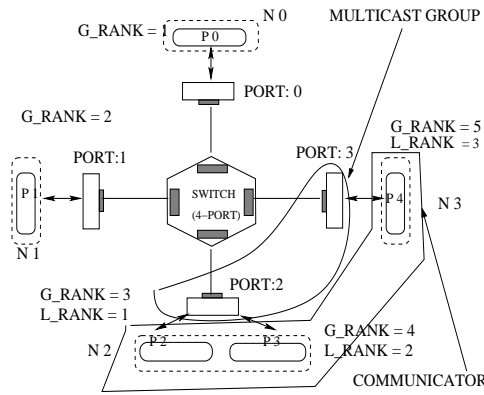 N 0
MULTICAST GROUP
G_RANK = 1
P 0
PORT: 0
G_RANK = 2
G_RANK = 5
L_RANK = 3
PORT:1
PORT: 3
P 1
SWITCH
(4-PORT)
P 4
N 3
N 1
PORT:2
G_RANK = 3
L_RANK = 1
G_RANK = 4
L_RANK = 2
N 2
P 2
P 3
COMMUNICATOR